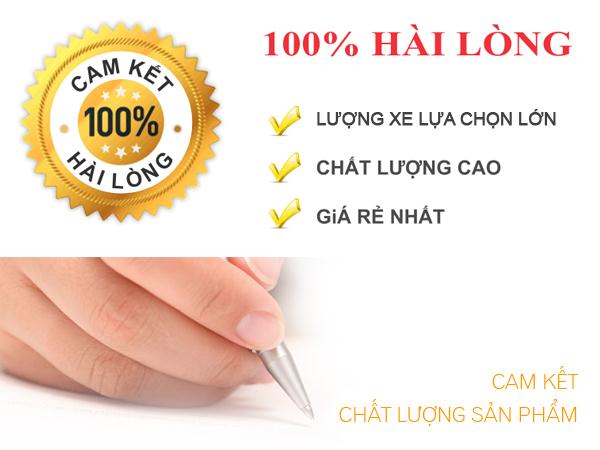 CAM KẾT
100%
HÀI LÒNG
100% HÀI LÒNG
LƯỢNG XE LỰA CHỌN LỚN
CHẤT LƯỢNG CAO
GiÁ RẺ NHẤT
CAM KẾT
CHẤT LƯỢNG SẢN PHẨM